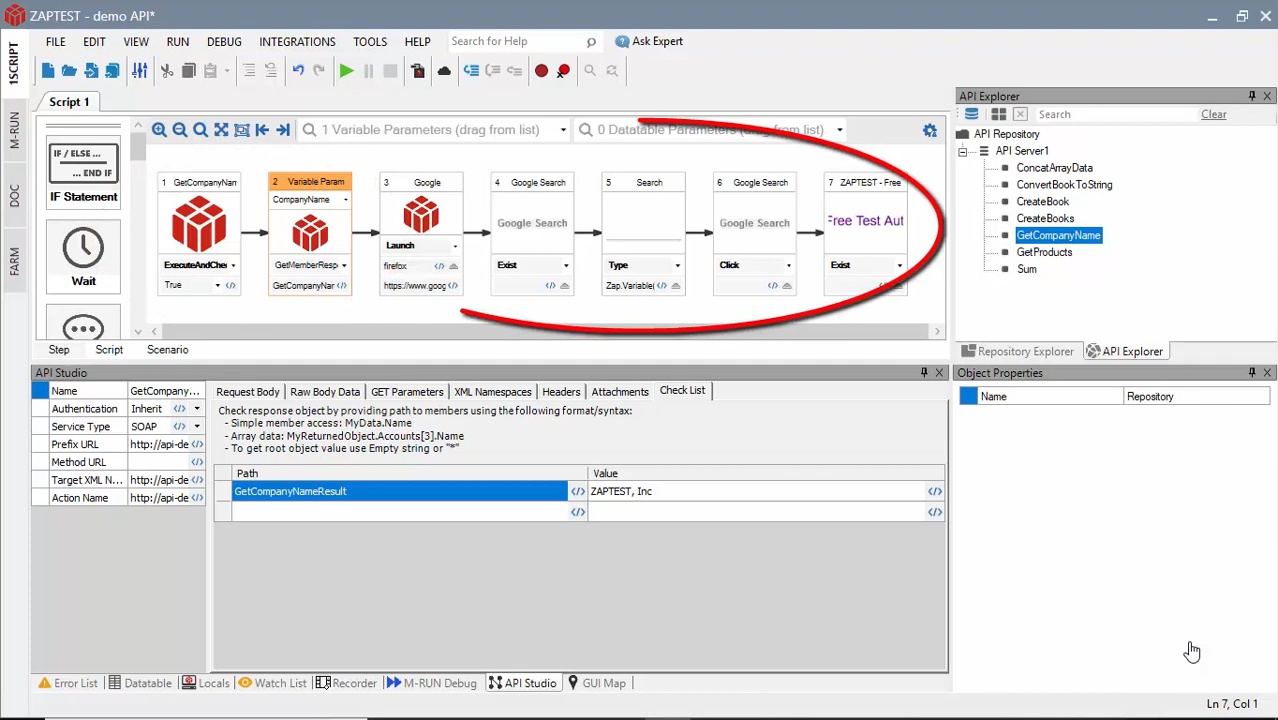 ZAPTEST - demo API*
FILE EDIT VIEW RUN DEBUG INTEGRATIONS TOOLS HELP Search for Help Ask Expert
1SCRIPT
M-RUN
DOC
FARM
Script 1
1 Variable Parameters (drag from list) 0 Datatable Parameters (drag from list)
IF / ELSE ...
... END IF
IF Statement
Wait
1 GetCompanyNam
ExecuteAndChe
True
2 Variable Param
CompanyName
GetMemberResp
GetCompanyNar
3 Google
Launch
firefox
https://www.goog
4 Google Search
Google Search
Exist
5 Search
Type
Zap.Variable(
6 Google Search
Google Search
Click
7 ZAPTEST - Free
Free Test Aut
Exist
Step Script Scenario
API Explorer
Search Clear
API Repository
API Server1
ConcatArrayData
ConvertBookToString
CreateBook
CreateBooks
GetCompanyName
GetProducts
Sum
Repository Explorer API Explorer
API Studio
Name GetCompany...
Authentication Inherit
Service Type SOAP
Prefix URL http://api-de
Method URL
Target XML N... http://api-de
Action Name http://api-de
Request Body Raw Body Data GET Parameters XML Namespaces Headers Attachments Check List
Check response object by providing path to members using the following format/syntax:
- Simple member access: MyData.Name
- Array data: MyReturnedObject.Accounts[3].Name
- To get root object value use Empty string or "*"
Path Value
GetCompanyNameResult ZAPTEST, Inc
Object Properties
Name Repository
Error List Datatable Locals Watch List Recorder M-RUN Debug API Studio GUI Map
Ln 7, Col 1